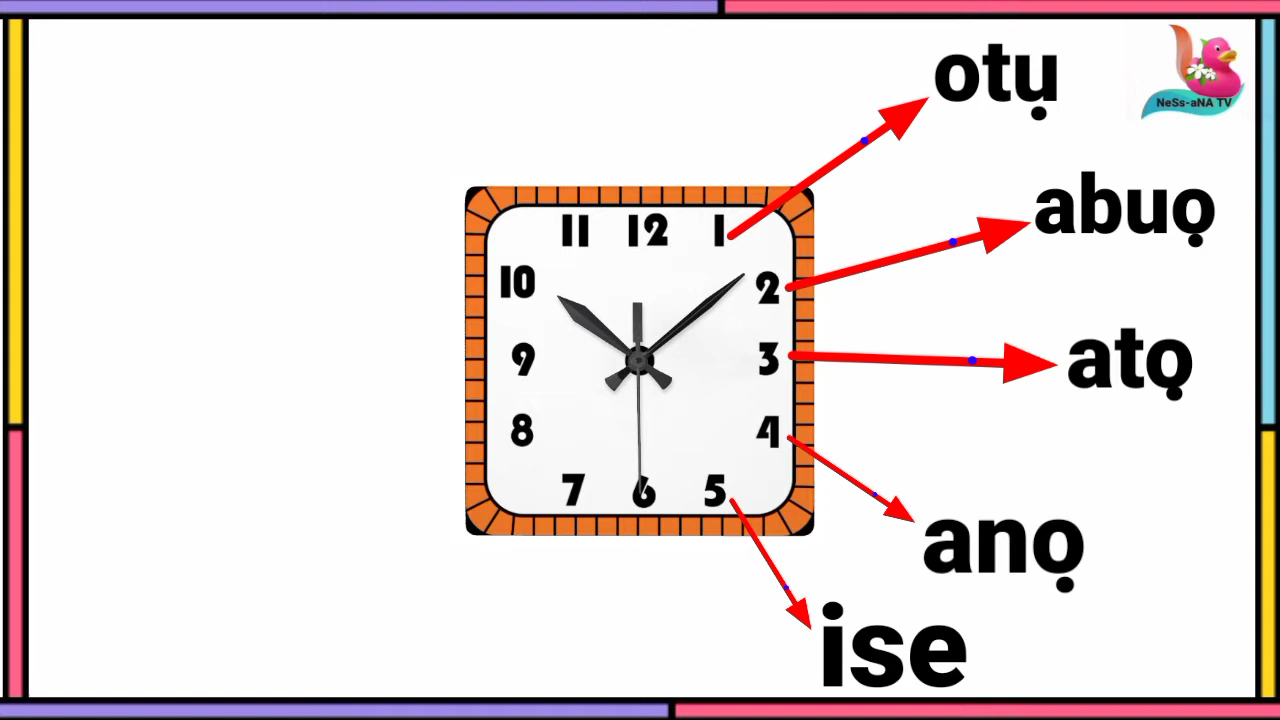 otụ
NeSs-aNA TV
abuọ
atọ
anọ
ise
11 12 1
10 2
9 3
8 4
7 6 5